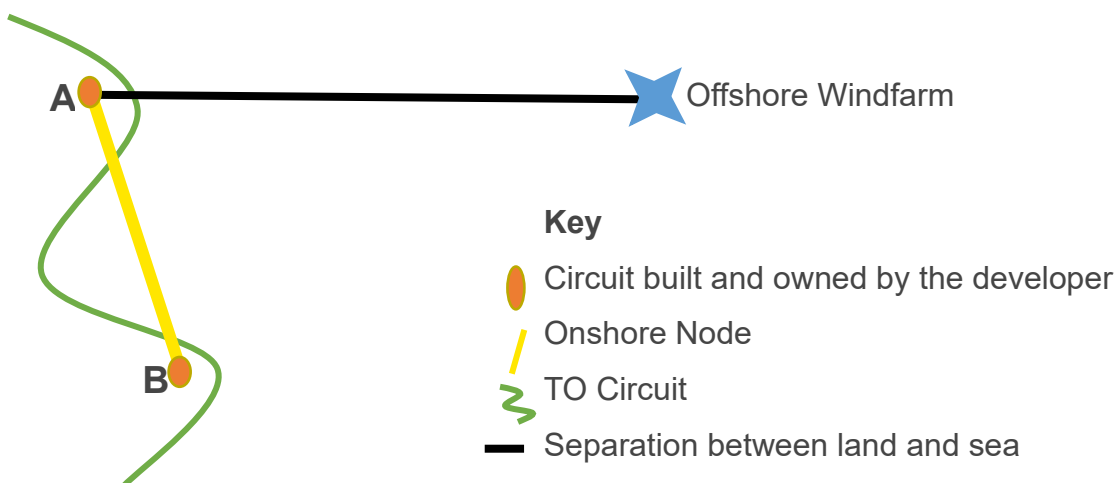 A
Offshore Windfarm
Key
Circuit built and owned by the developer
Onshore Node
B
TO Circuit
Separation between land and sea